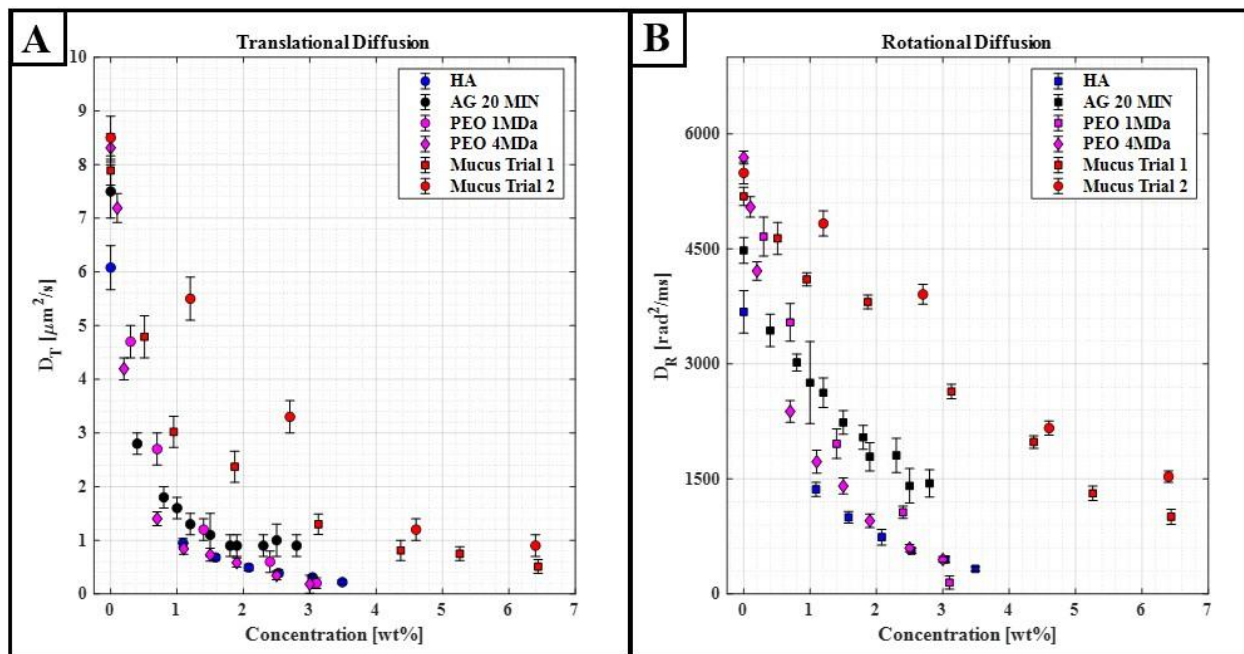 A
Translational Diffusion
10
9
8
7
6
5
4
3
2
1
0
D_T [μm²/s]
HA
AG 20 MIN
PEO 1MDa
PEO 4MDa
Mucus Trial 1
Mucus Trial 2
0 1 2 3 4 5 6 7
Concentration [wt%]
B
Rotational Diffusion
6000
4500
3000
1500
0
D_R [rad²/ms]
HA
AG 20 MIN
PEO 1MDa
PEO 4MDa
Mucus Trial 1
Mucus Trial 2
0 1 2 3 4 5 6 7
Concentration [wt%]